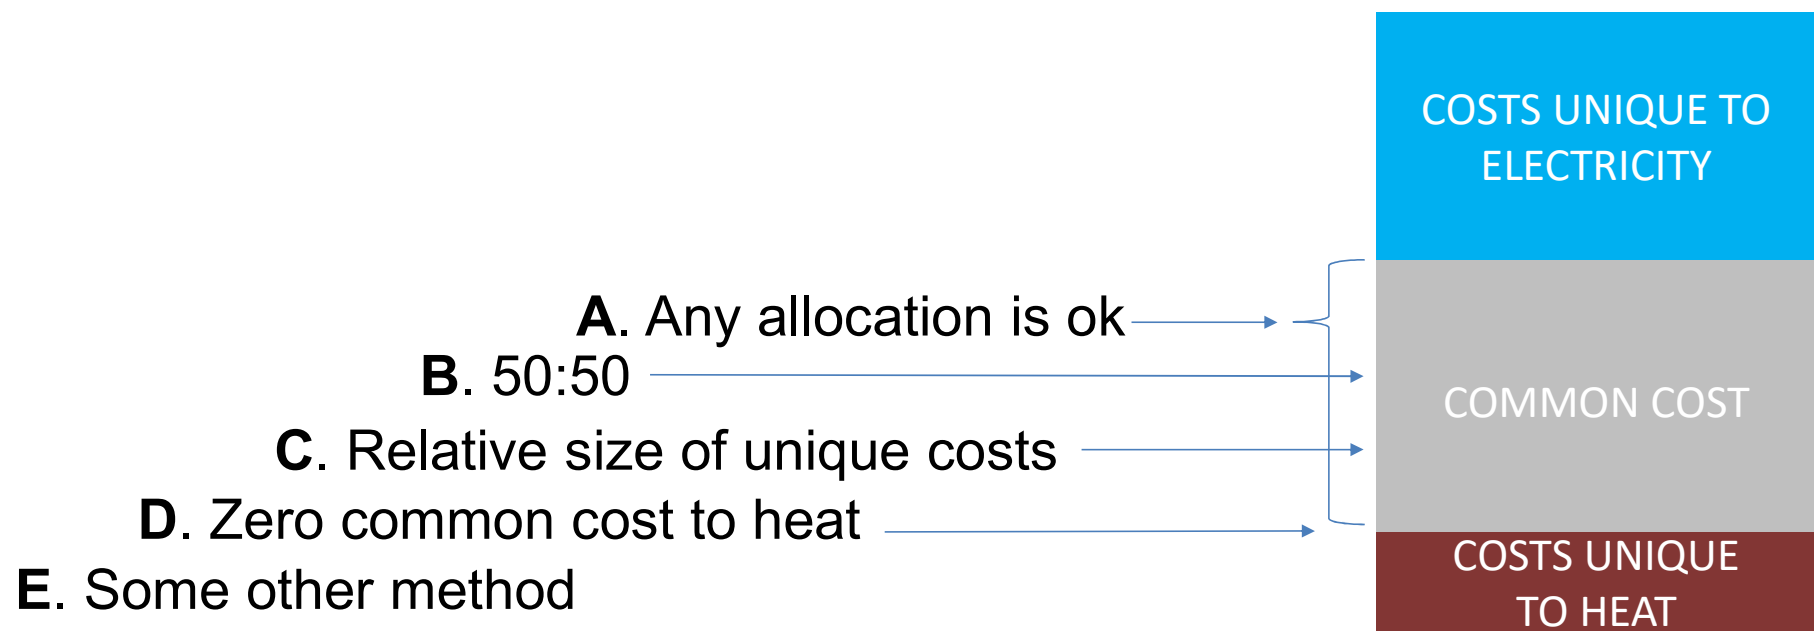 COSTS UNIQUE TO
ELECTRICITY
A. Any allocation is ok
B. 50:50
COMMON COST
C. Relative size of unique costs
D. Zero common cost to heat
COSTS UNIQUE
TO HEAT
E. Some other method